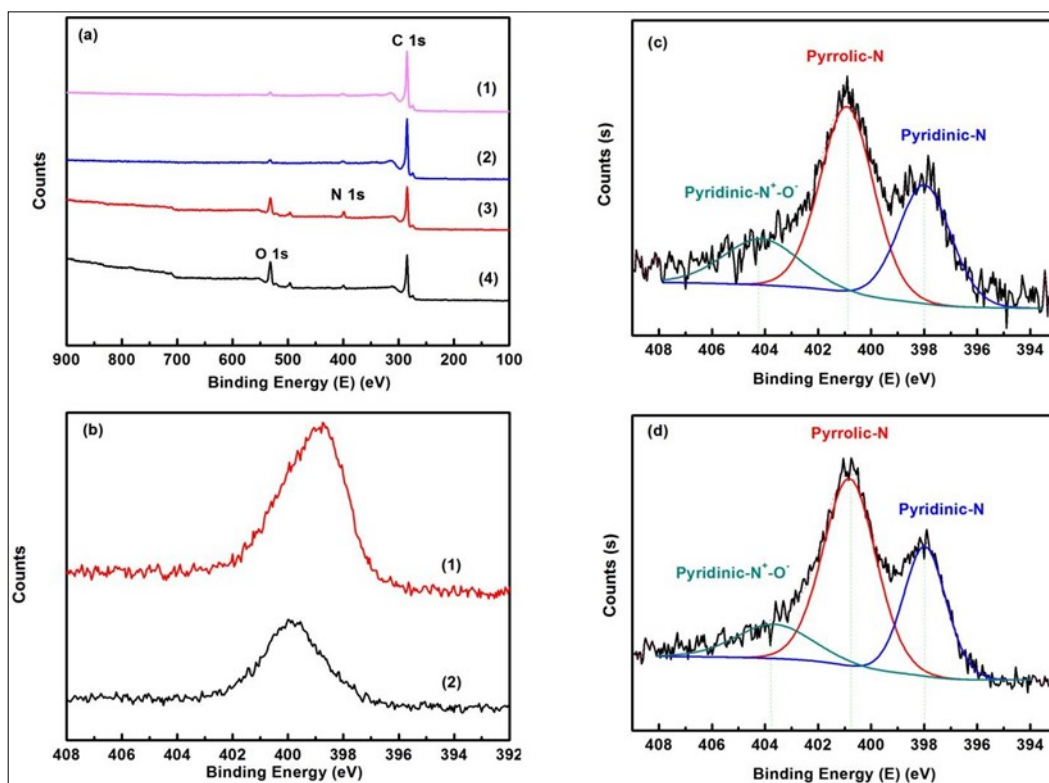 (a)
C 1s
(1)
(2)
N 1s
(3)
O 1s
(4)
Counts
900 800 700 600 500 400 300 200 100
Binding Energy (E) (eV)
(b)
(1)
(2)
Counts
408 406 404 402 400 398 396 394 392
Binding Energy (eV)
(c)
Pyrrolic-N
Pyridinic-N
Pyridinic-N⁺-O⁻
Counts (s)
408 406 404 402 400 398 396 394
Binding Energy (E) (eV)
(d)
Pyrrolic-N
Pyridinic-N
Pyridinic-N⁺-O⁻
Counts (s)
408 406 404 402 400 398 396 394
Binding Energy (E) (eV)